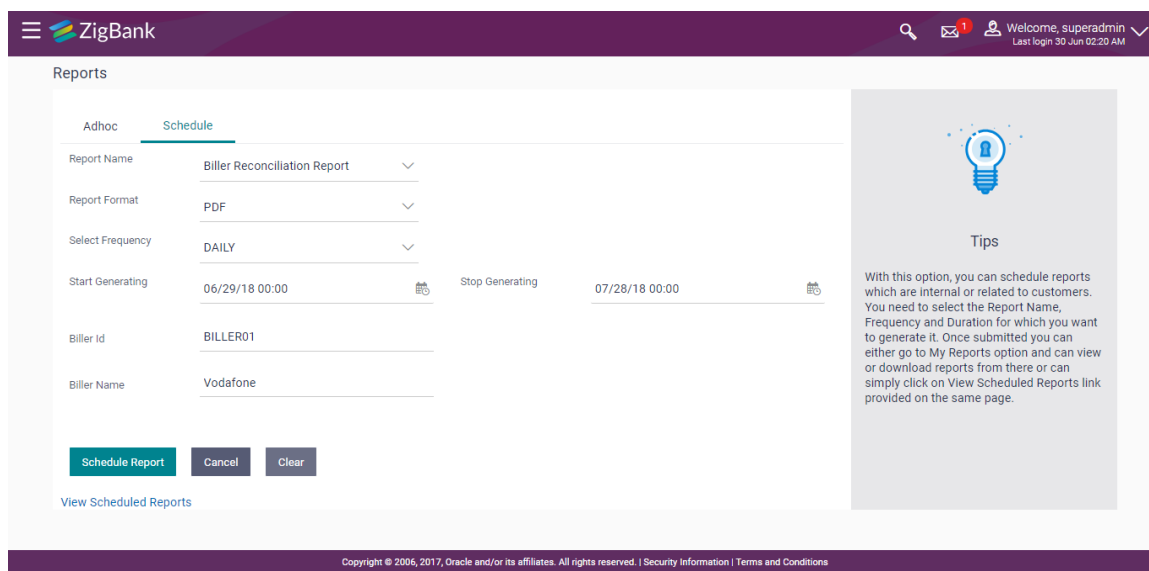 ZigBank
1
Welcome, superadmin
Last login 30 Jun 02:20 AM
Reports
Adhoc Schedule
Report Name Biller Reconciliation Report
Report Format PDF
Select Frequency DAILY
Start Generating 06/29/18 00:00 Stop Generating 07/28/18 00:00
Biller Id BILLER01
Biller Name Vodafone
Schedule Report Cancel Clear
View Scheduled Reports
Tips
With this option, you can schedule reports
which are internal or related to customers.
You need to select the Report Name,
Frequency and Duration for which you want
to generate it. Once submitted you can
either go to My Reports option and can view
or download reports from there or can
simply click on View Scheduled Reports link
provided on the same page.
Copyright © 2006, 2017, Oracle and/or its affiliates. All rights reserved. | Security Information | Terms and Conditions